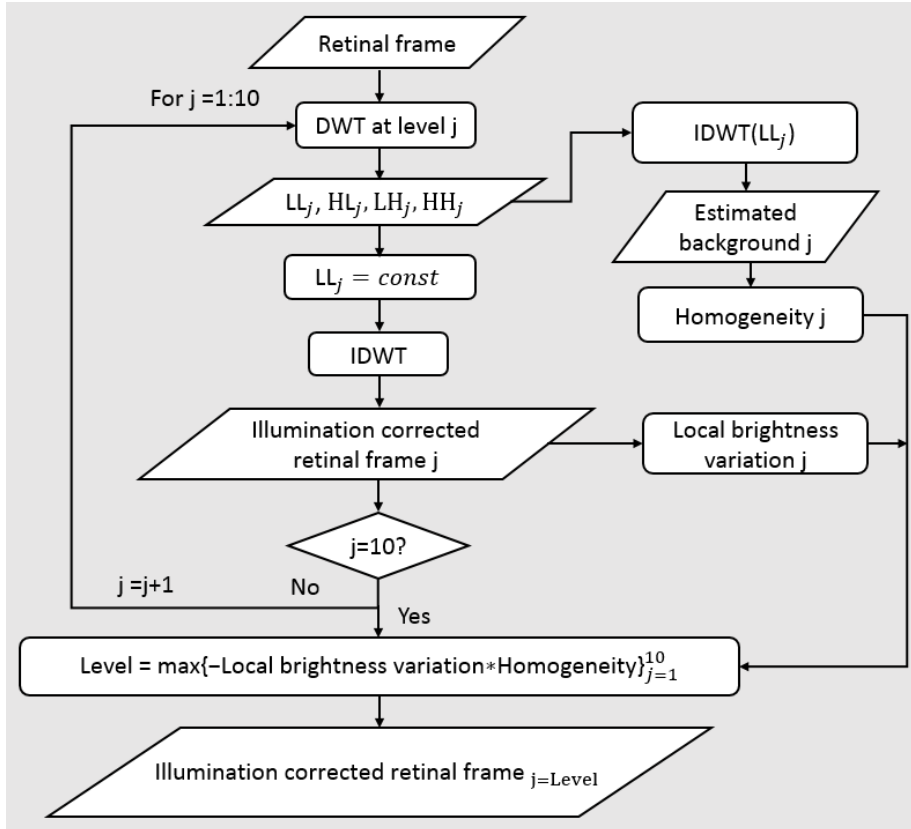 Retinal frame
For j =1:10
DWT at level j
IDWT(LL_j)
LL_j, HL_j, LH_j, HH_j
Estimated
background j
LL_j = const
Homogeneity j
IDWT
Illumination corrected
retinal frame j
Local brightness
variation j
j=10?
j =j+1
No
Yes
Level = max{−Local brightness variation∗Homogeneity}_{j=1}^{10}
Illumination corrected retinal frame _{j=Level}